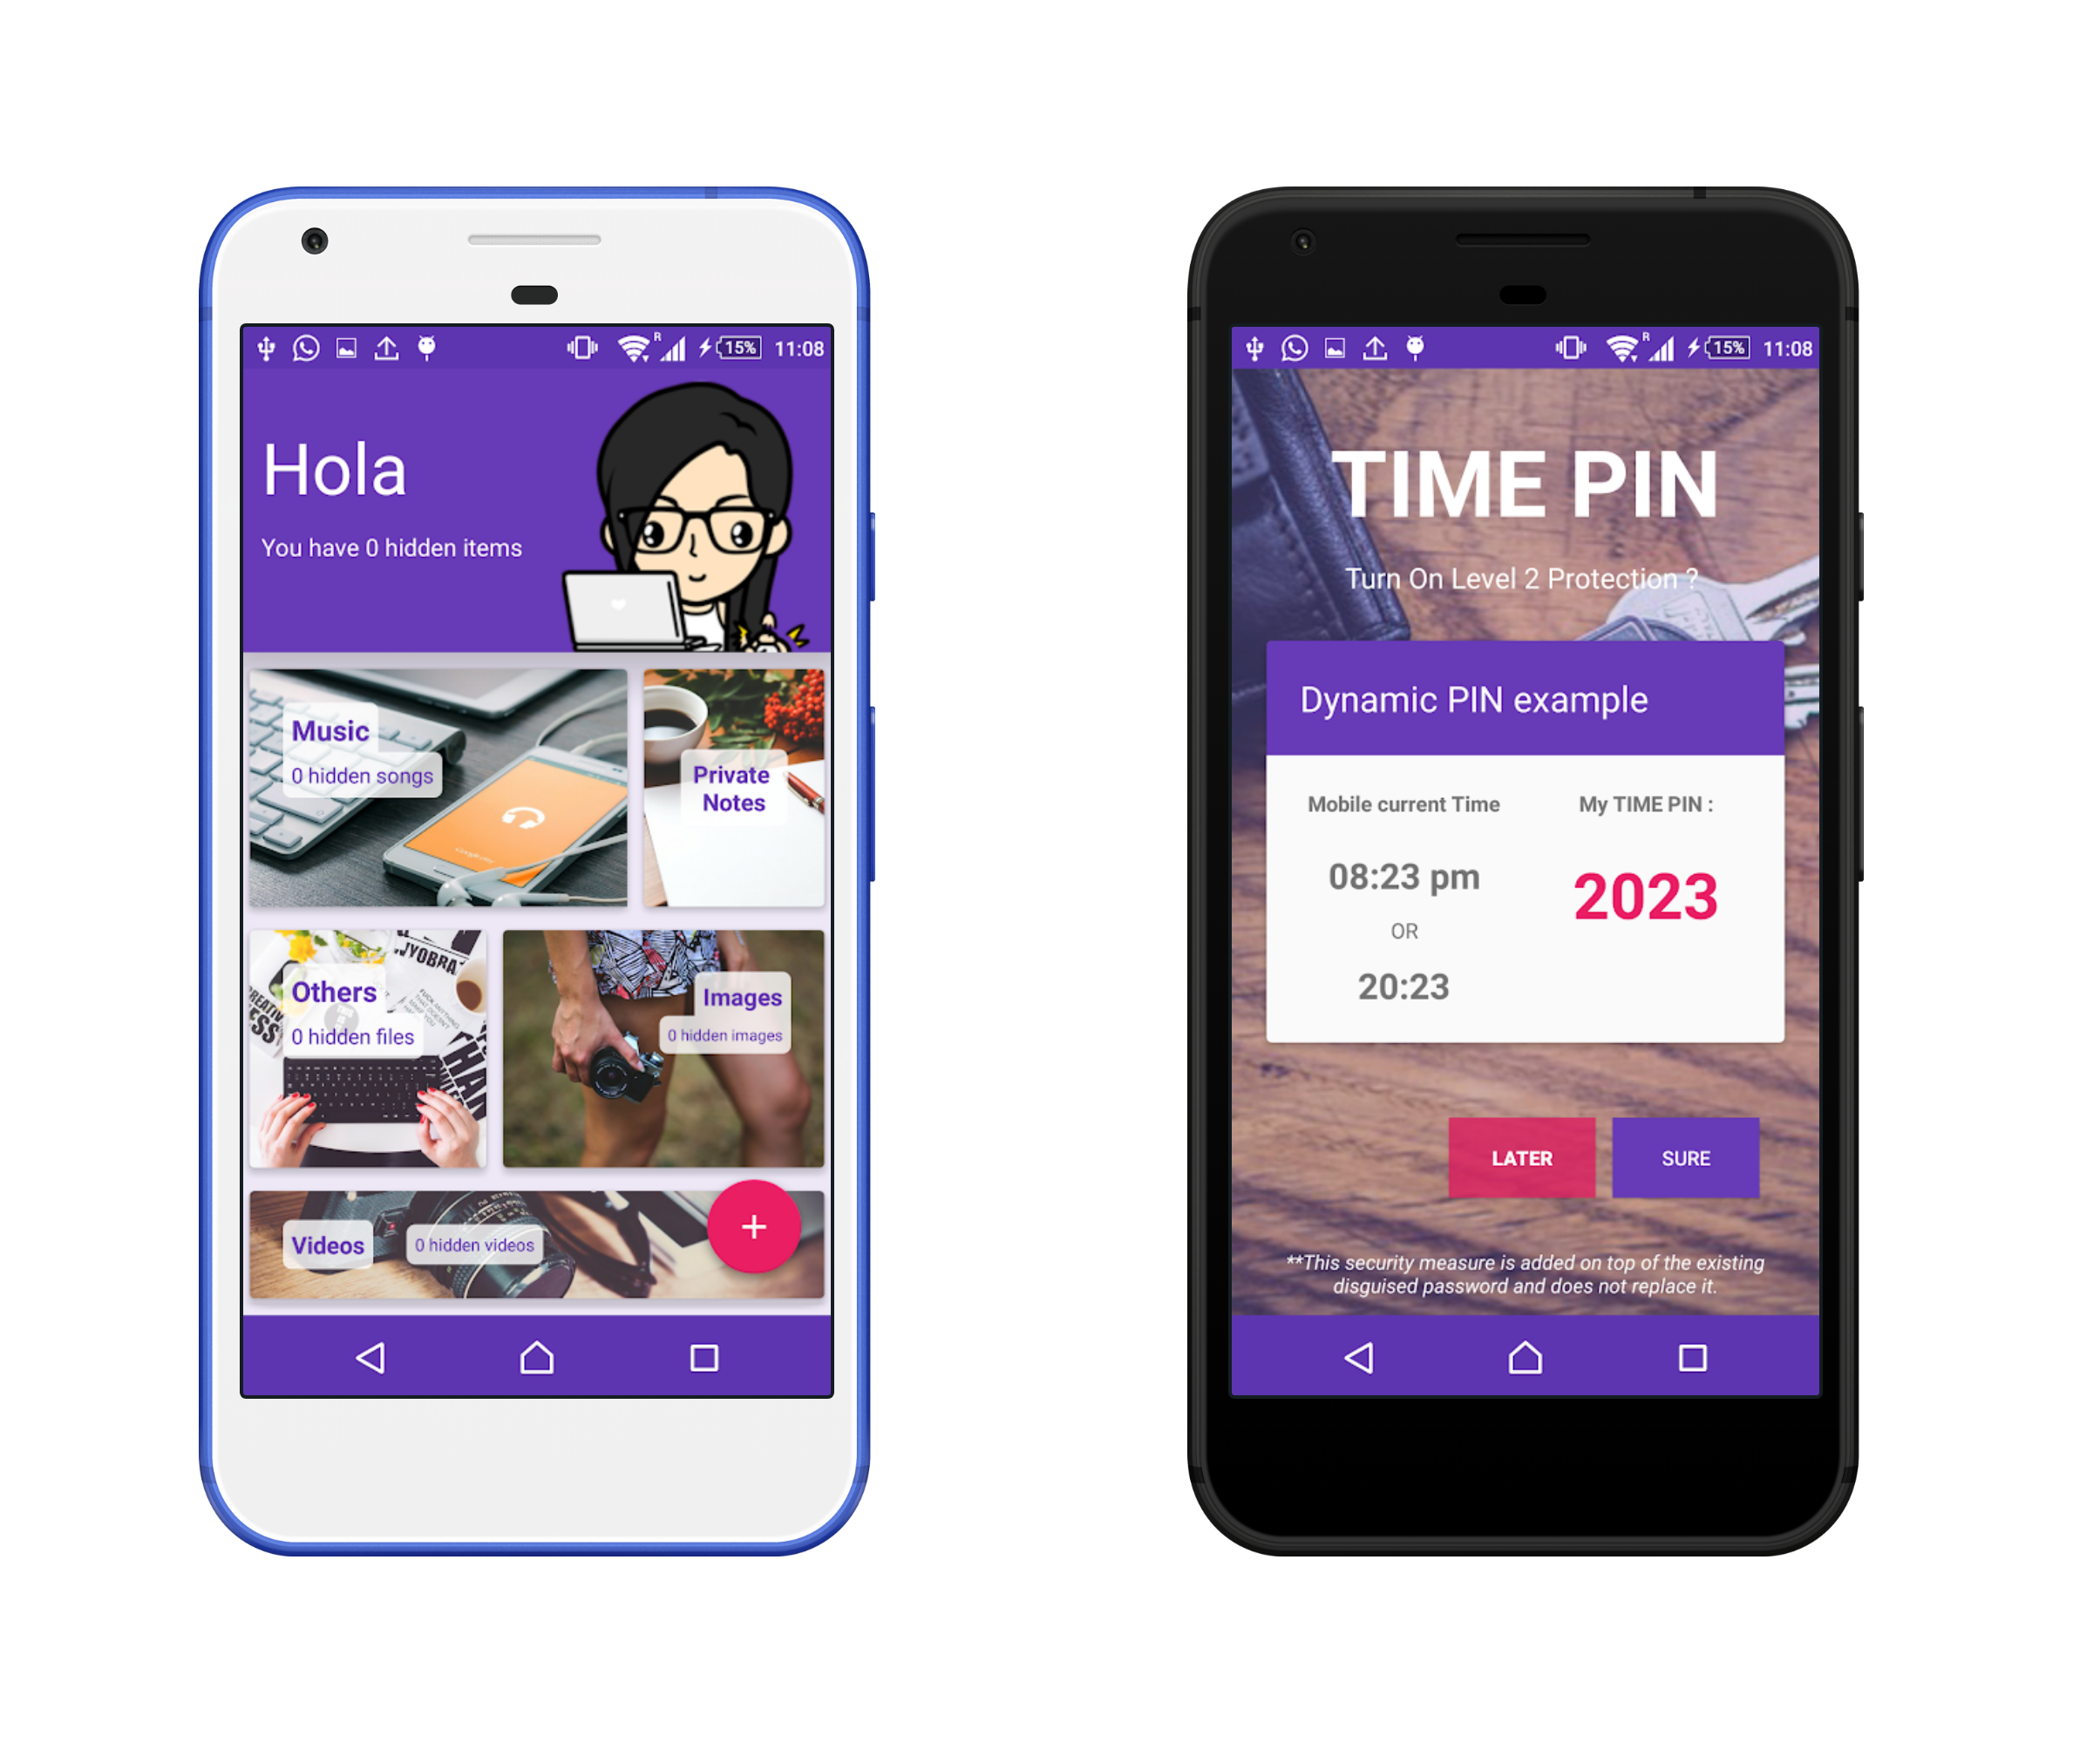 15%
11:08
Hola
You have 0 hidden items
Music
0 hidden songs
Private
Notes
Others
0 hidden files
Images
0 hidden images
Videos
0 hidden videos
+
R
15%
11:08
TIME PIN
Turn On Level 2 Protection ?
Dynamic PIN example
Mobile current Time
My TIME PIN :
08:23 pm
2023
OR
20:23
LATER
SURE
**This security measure is added on top of the existing
disguised password and does not replace it.